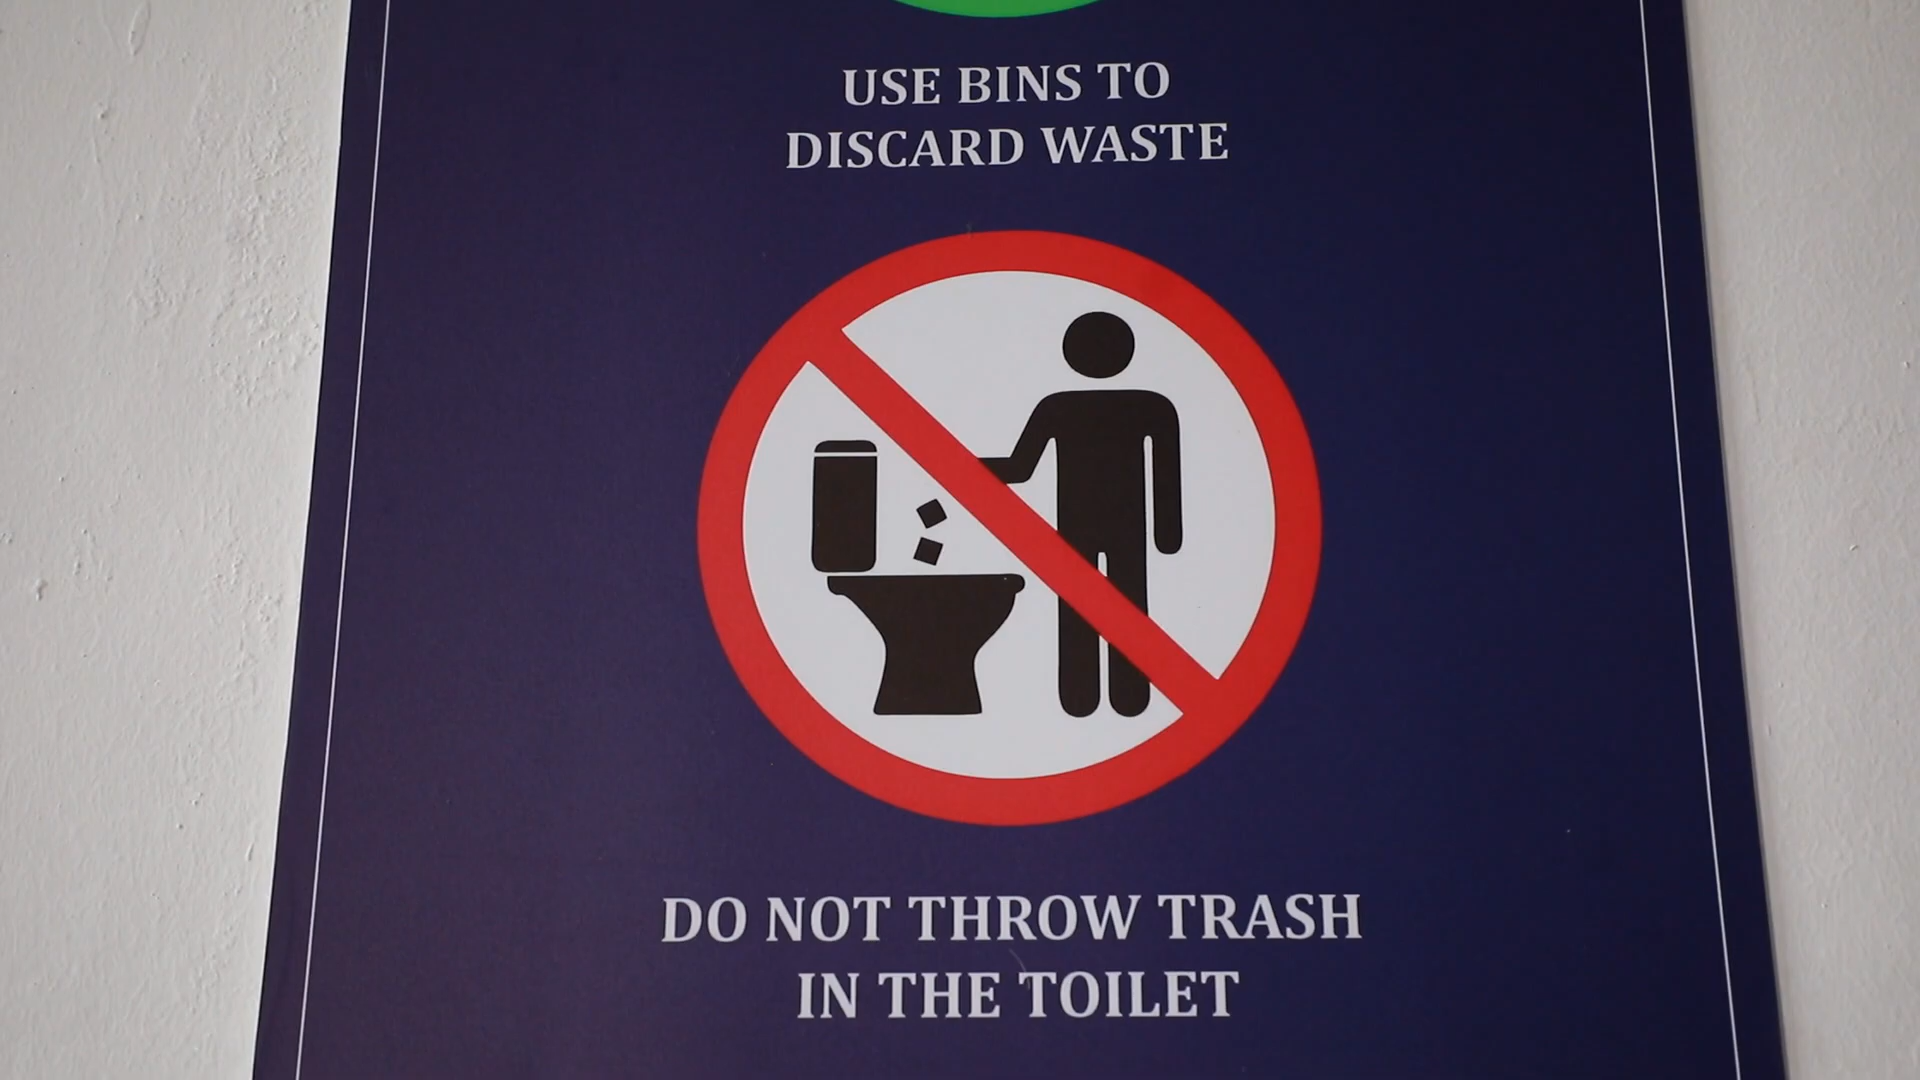 USE BINS TO
DISCARD WASTE
DO NOT THROW TRASH
IN THE TOILET